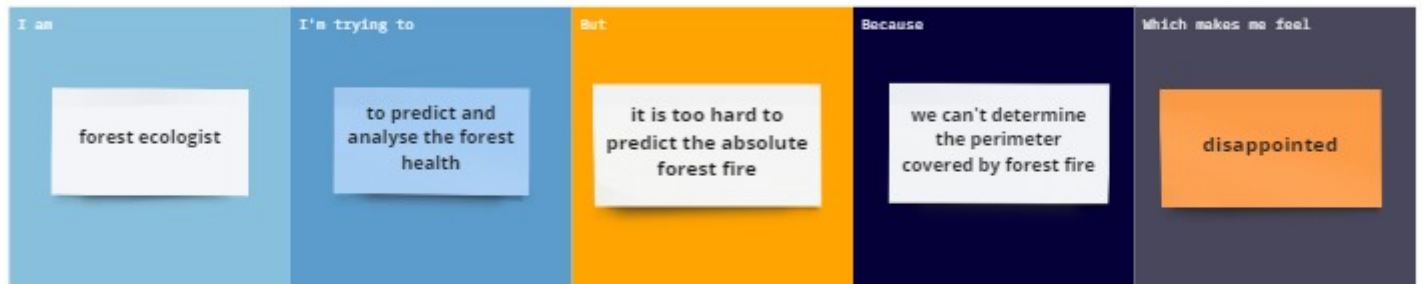 I am
forest ecologist
I'm trying to
to predict and
analyse the forest
health
But
it is too hard to
predict the absolute
forest fire
Because
we can't determine
the perimeter
covered by forest fire
Which makes me feel
disappointed